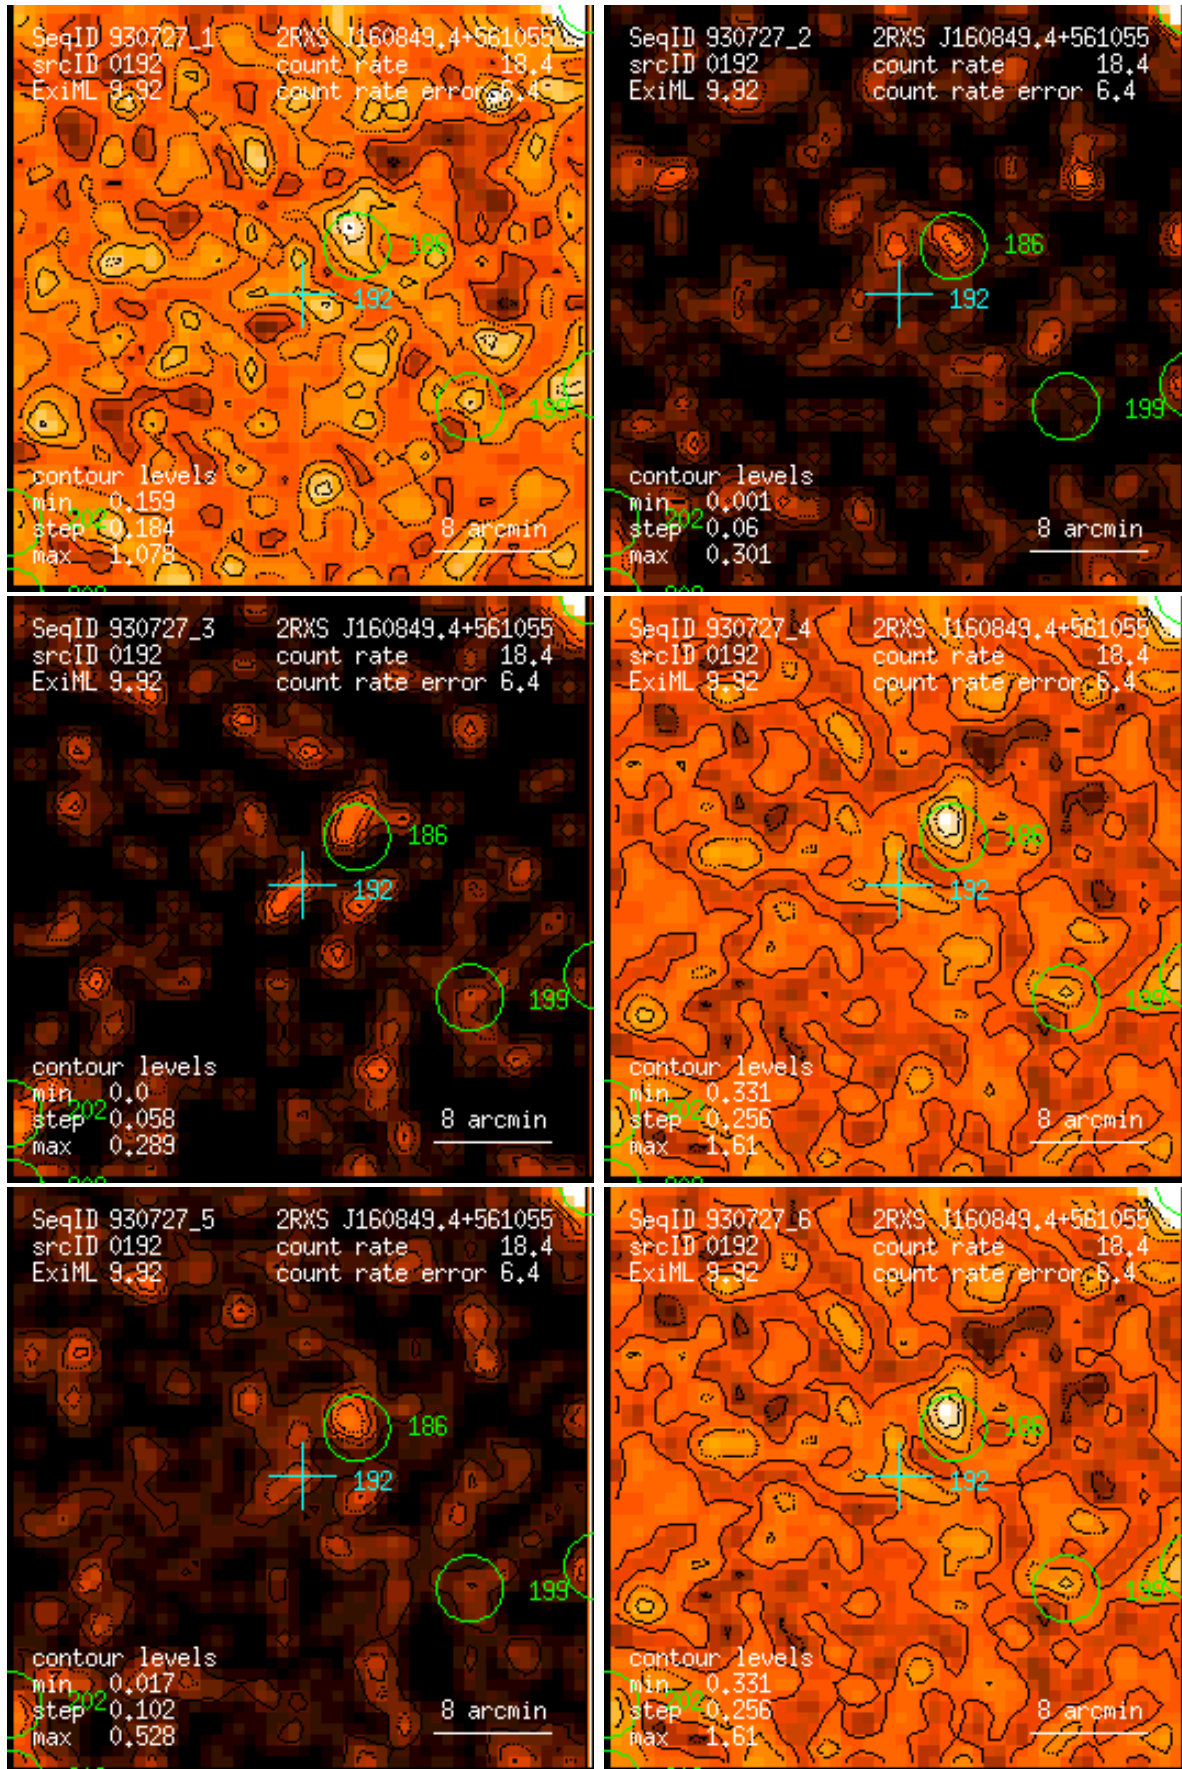 SeqID 930727_1 2RXS J160849.4+561055
srcID 0192 count rate 18.4
ExiML 9.92 count rate error 6.4
186
192
199
contour levels
min 0.159
202
step 0.184 8 arcmin
max 1.078
SeqID 930727_2 2RXS J160849.4+561055
srcID 0192 count rate 18.4
ExiML 9.92 count rate error 6.4
186
192
199
contour levels
min 0.001
202
step 0.06 8 arcmin
max 0.301
SeqID 930727_3 2RXS J160849.4+561055
srcID 0192 count rate 18.4
ExiML 9.92 count rate error 6.4
186
192
199
contour levels
min 0.0
202
step 0.058 8 arcmin
max 0.289
SeqID 930727_4 2RXS J160849.4+561055
srcID 0192 count rate 18.4
ExiML 9.92 count rate error 6.4
186
192
199
contour levels
min 0.331
202
step 0.256 8 arcmin
max 1.61
SeqID 930727_5 2RXS J160849.4+561055
srcID 0192 count rate 18.4
ExiML 9.92 count rate error 6.4
186
192
199
contour levels
min 0.017
202
step 0.102 8 arcmin
max 0.528
SeqID 930727_6 2RXS J160849.4+561055
srcID 0192 count rate 18.4
ExiML 9.92 count rate error 6.4
186
192
199
contour levels
min 0.331
202
step 0.256 8 arcmin
max 1.61